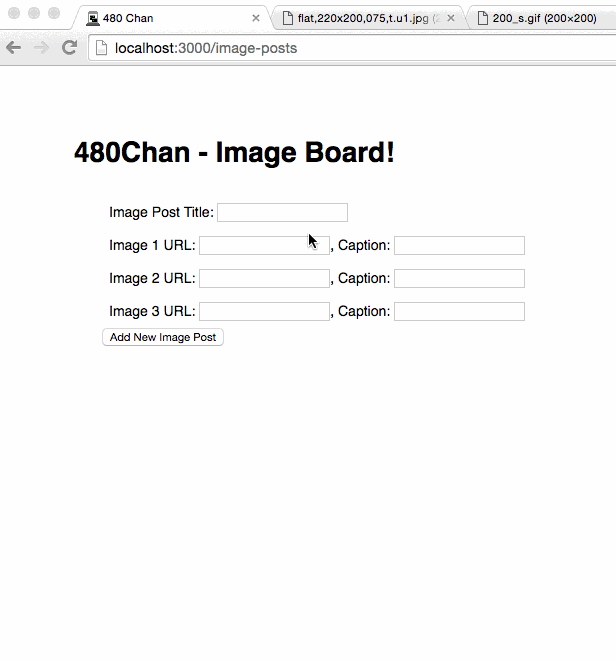 480 Chan
flat,220x200,075,t.u1.jpg (2
200_s.gif (200×200)
localhost:3000/image-posts
480Chan - Image Board!
Image Post Title:
Image 1 URL: , Caption:
Image 2 URL: , Caption:
Image 3 URL: , Caption:
Add New Image Post